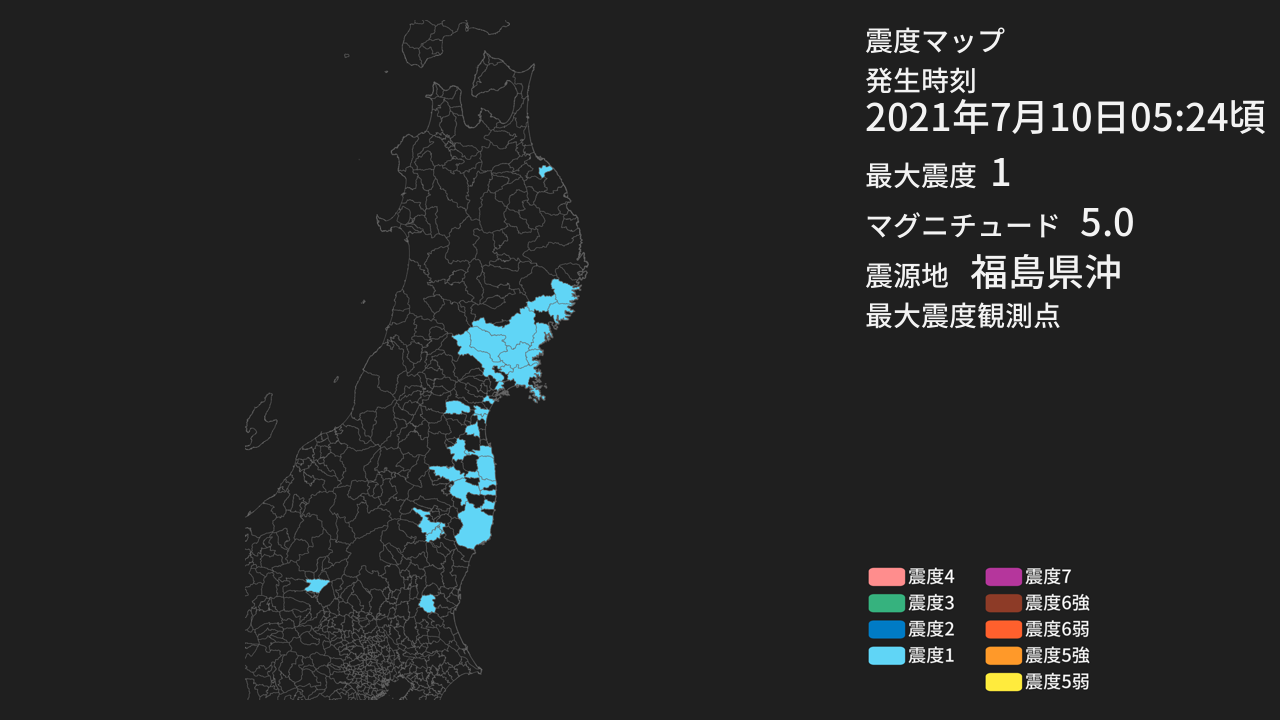 震度マップ
発生時刻
2021年7月10日05:24頃
最大震度 1
マグニチュード 5.0
震源地 福島県沖
最大震度観測点
震度4 震度7
震度3 震度6強
震度2 震度6弱
震度1 震度5強
震度5弱